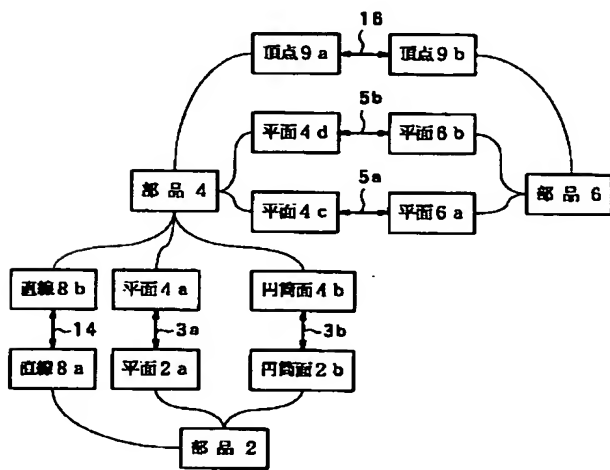 16
頂点9a
頂点9b
5b
平面4d
平面6b
部品4
5a
部品6
平面4c
平面6a
直線8b
平面4a
円筒面4b
14
3a
3b
直線8a
平面2a
円筒面2b
部品2